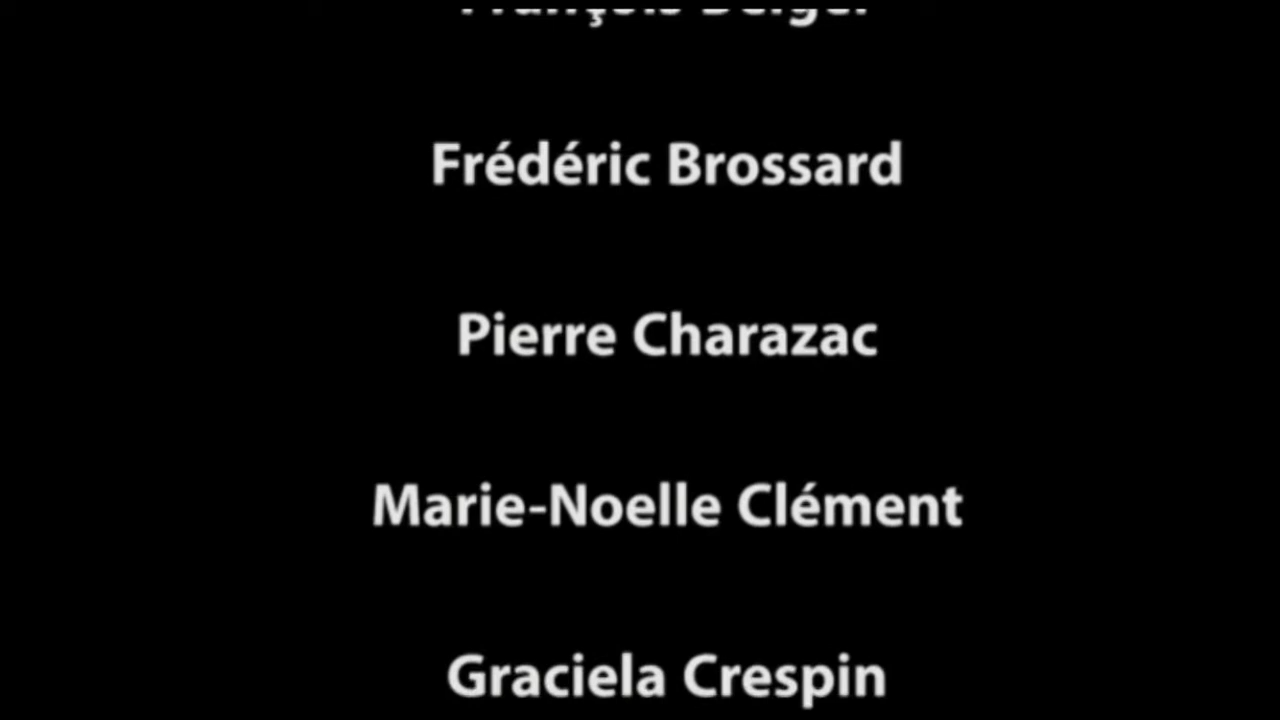 Frédéric Brossard
Pierre Charazac
Marie-Noelle Clément
Graciela Crespin